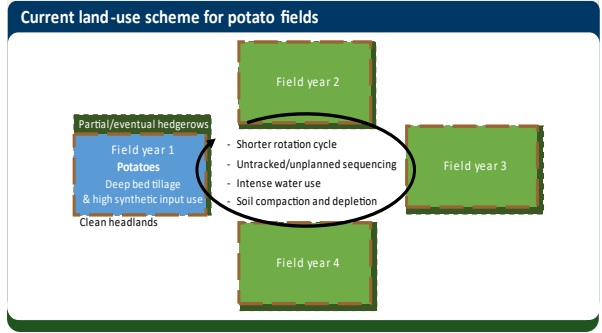 Current land-use scheme for potato fields
Field year 2
Partial/eventual hedgerows
Field year 1
Potatoes
Deep bed tillage
& high synthetic input use
Clean headlands
- Shorter rotation cycle
- Untracked/unplanned sequencing
- Intense water use
- Soil compaction and depletion
Field year 3
Field year 4